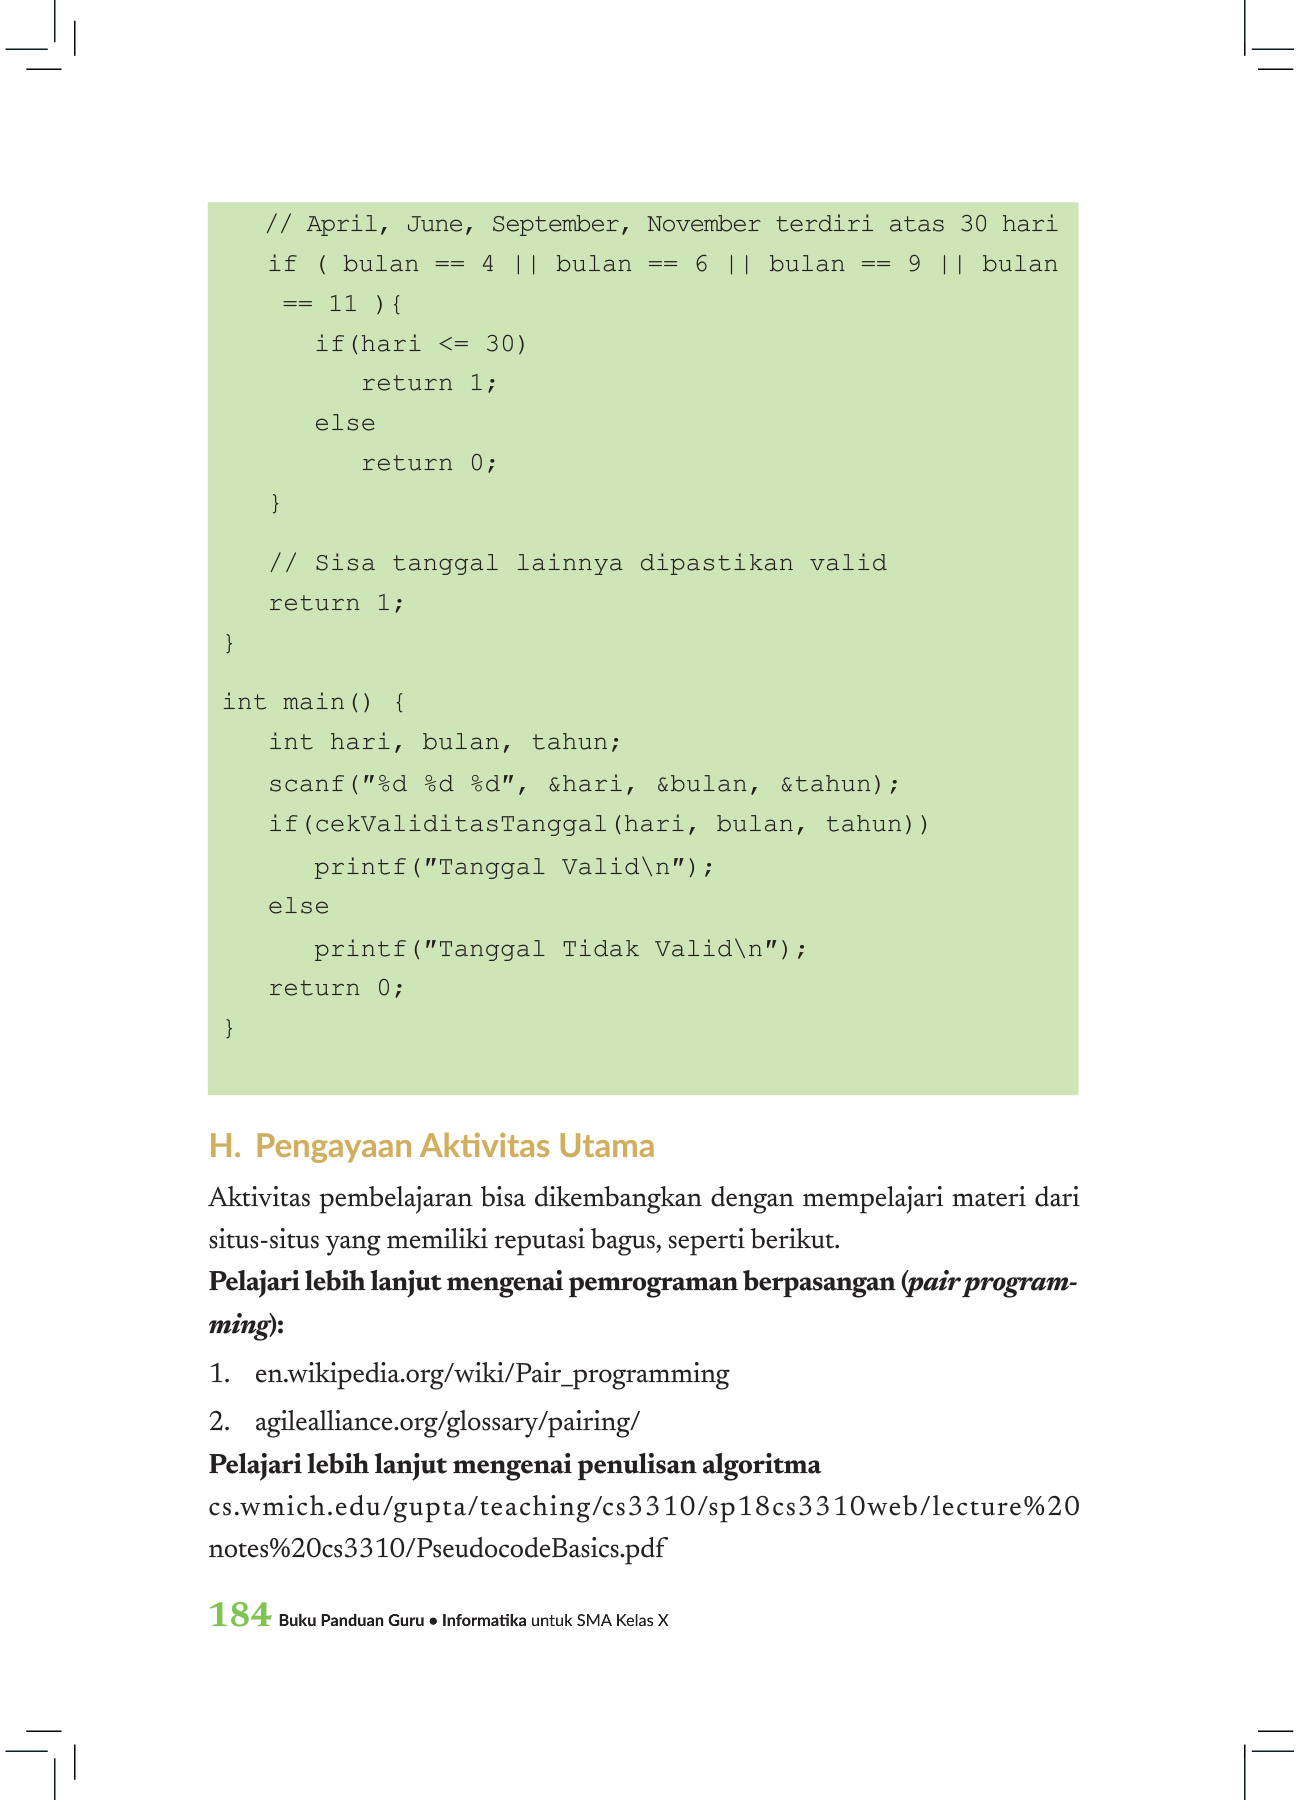 // April, June, September, November terdiri atas 30 hari
if ( bulan == 4 || bulan == 6 || bulan == 9 || bulan
== 11 ){
if(hari <= 30)
return 1;
else
return 0;
}
// Sisa tanggal lainnya dipastikan valid
return 1;
}
int main() {
int hari, bulan, tahun;
scanf("%d %d %d", &hari, &bulan, &tahun);
if(cekValiditasTanggal(hari, bulan, tahun))
printf("Tanggal Valid\n");
else
printf("Tanggal Tidak Valid\n");
return 0;
}
H. Pengayaan Aktivitas Utama
Aktivitas pembelajaran bisa dikembangkan dengan mempelajari materi dari
situs-situs yang memiliki reputasi bagus, seperti berikut.
Pelajari lebih lanjut mengenai pemrograman berpasangan (pair program-
ming):
1. en.wikipedia.org/wiki/Pair_programming
2. agilealliance.org/glossary/pairing/
Pelajari lebih lanjut mengenai penulisan algoritma
cs.wmich.edu/gupta/teaching/cs3310/sp18cs3310web/lecture%20
notes%20cs3310/PseudocodeBasics.pdf
184 Buku Panduan Guru • Informatika untuk SMA Kelas X